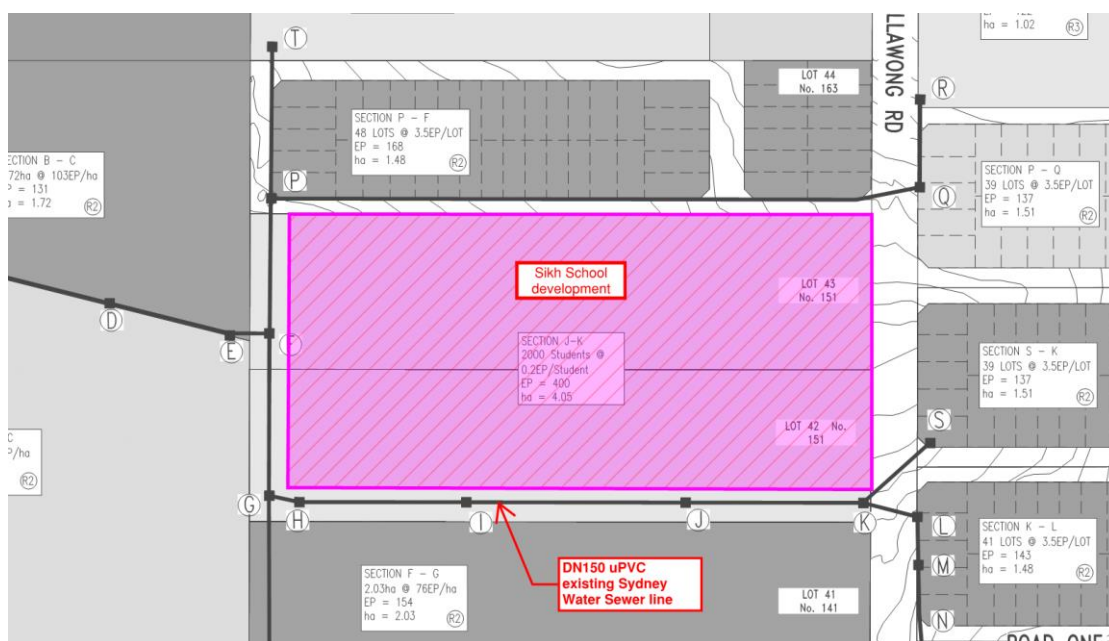 T
LLAWONG RD
ha = 1.02
R3
LOT 44
No. 163
R
SECTION P - F
48 LOTS @ 3.5EP/LOT
EP = 168
ha = 1.48
R2
ECTION B - C
72ha @ 103EP/ha
P = 131
a = 1.72
R2
P
SECTION P - Q
39 LOTS @ 3.5EP/LOT
EP = 137
ha = 1.51
R2
Q
Sikh School
development
LOT 43
No. 151
D
E
F
SECTION J-K
2000 Students @
0.2EP/Student
EP = 400
ha = 4.05
SECTION S - K
39 LOTS @ 3.5EP/LOT
EP = 137
ha = 1.51
R2
LOT 42 No.
151
S
C
P/ha
R2
G
H
I
J
K
L
DN150 uPVC
existing Sydney
Water Sewer line
SECTION K - L
41 LOTS @ 3.5EP/LOT
EP = 143
ha = 1.48
R2
M
SECTION F - G
2.03ha @ 76EP/ha
EP = 154
ha = 2.03
R2
LOT 41
No. 141
N
ROAD ONE